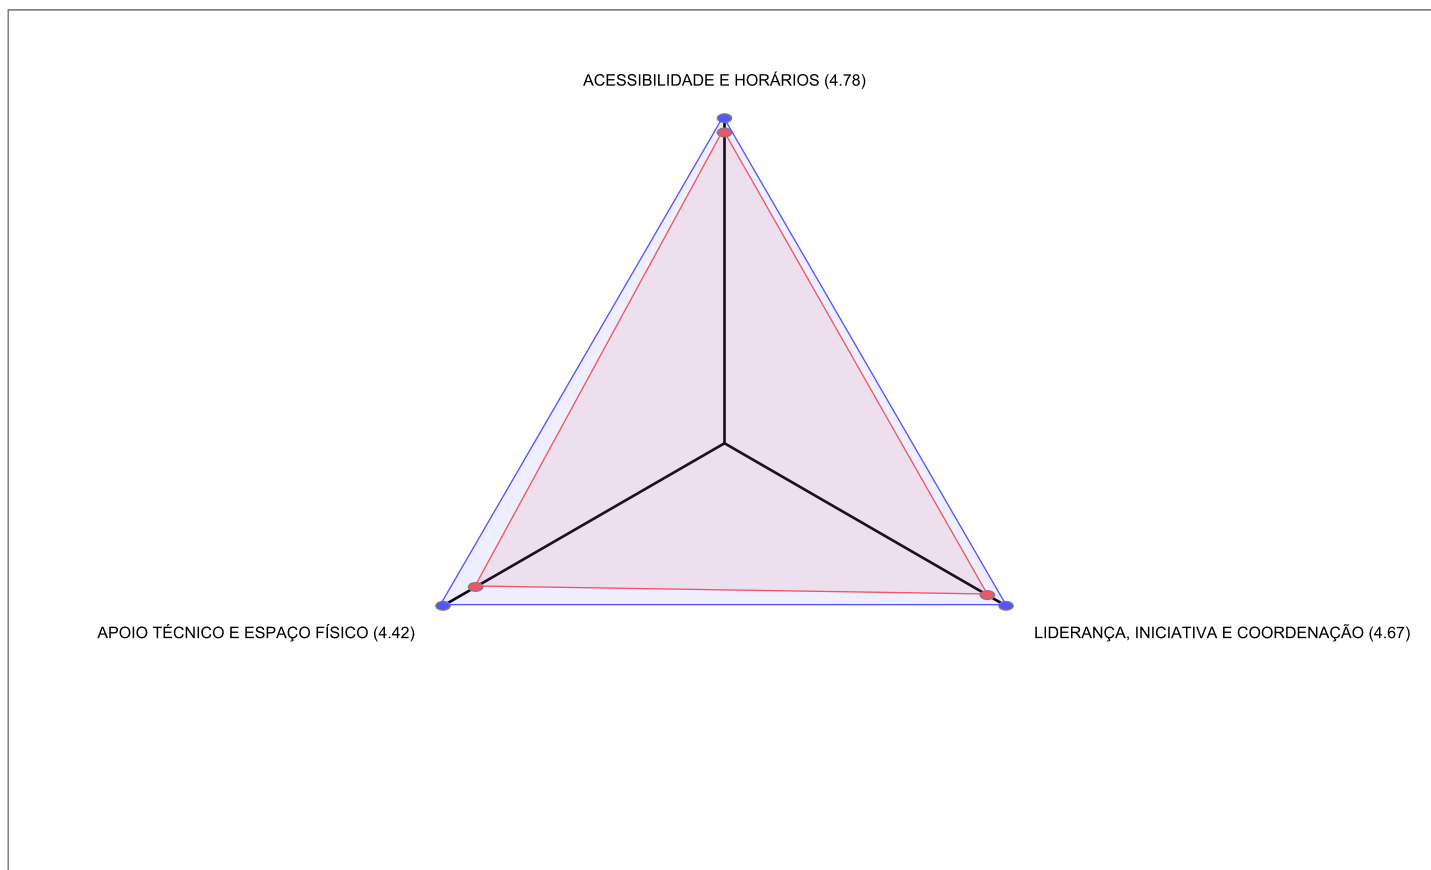 ACESSIBILIDADE E HORÁRIOS (4.78)
APOIO TÉCNICO E ESPAÇO FÍSICO (4.42)
LIDERANÇA, INICIATIVA E COORDENAÇÃO (4.67)